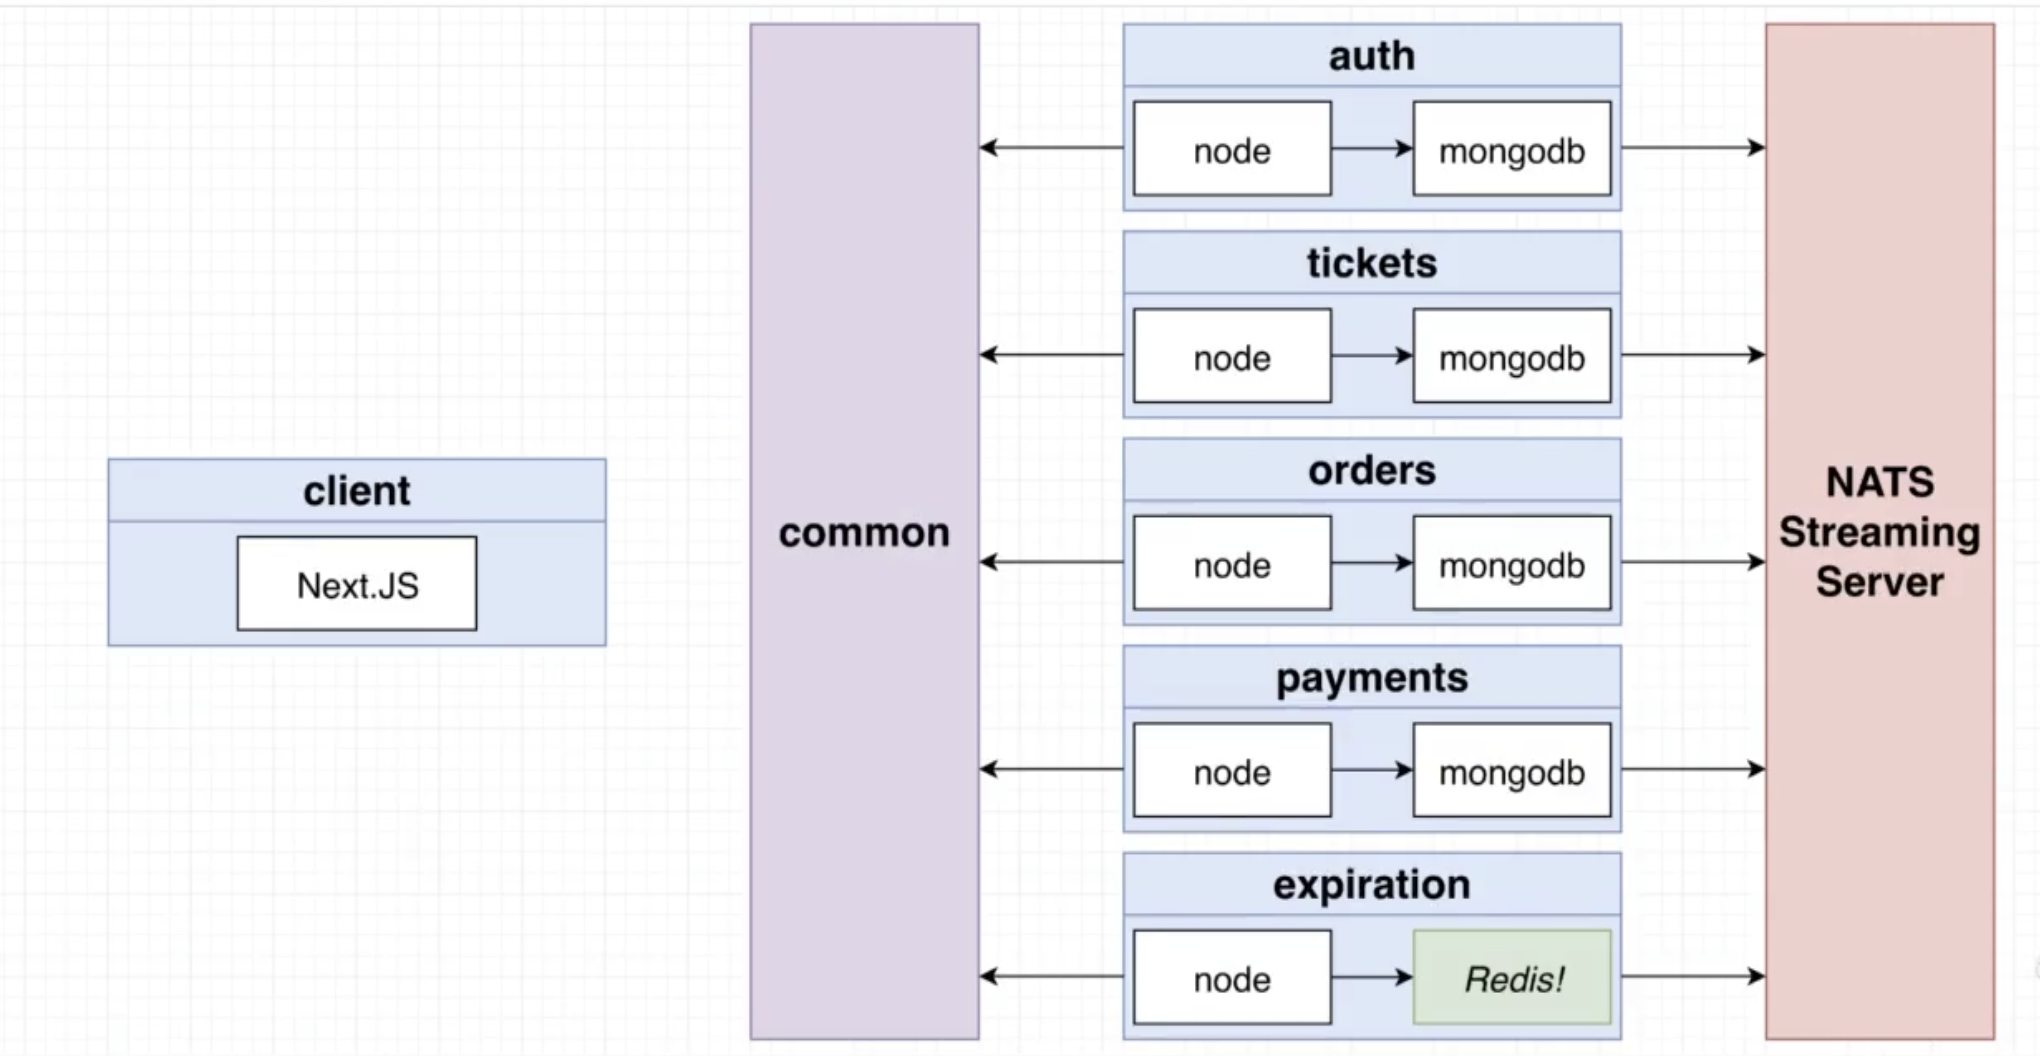 client
Next.JS
common
auth
node
mongodb
tickets
node
mongodb
orders
node
mongodb
payments
node
mongodb
expiration
node
Redis!
NATS
Streaming
Server